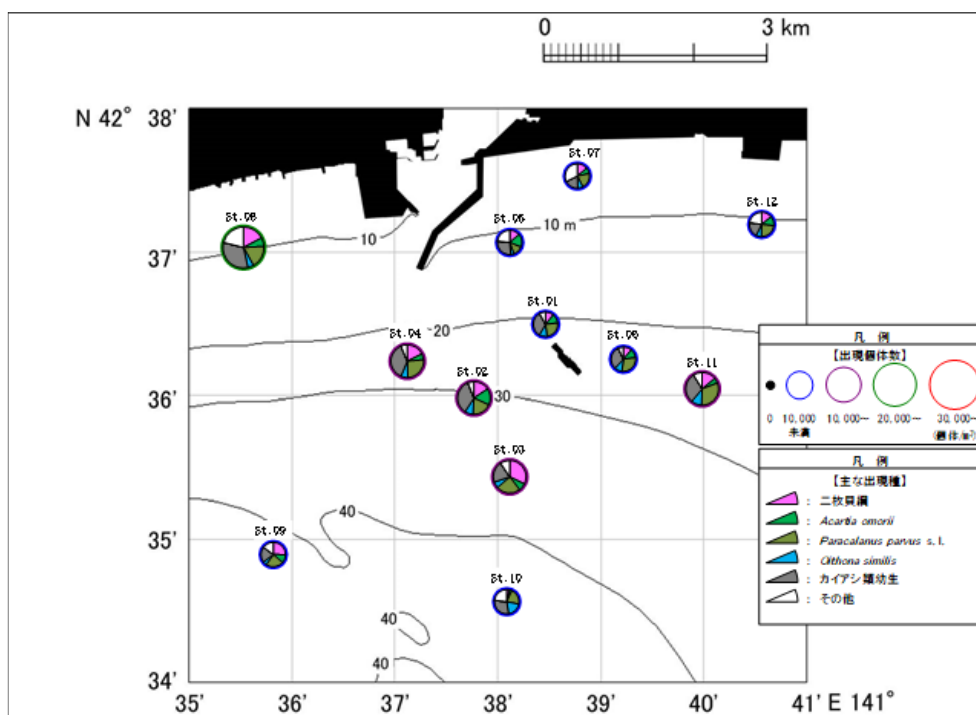 0 3 km
N 42° 38'
St.07
St.12
St.08
St.05
10 m
10
37'
St.01
20
St.04
St.06
St.02
St.11
36'
30
St.03
凡 例
【出現個体数】
0 10,000 10,000~ 20,000~ 30,000~
未満 (個体/m³)
凡 例
【主な出現種】
: 二枚貝綱
: Acartia omorii
: Paracalanus parvus s. l.
: Oithona similis
: カイアシ類幼生
: その他
40
St.09
35'
St.10
40
40
34'
35' 36' 37' 38' 39' 40' 41' E 141°